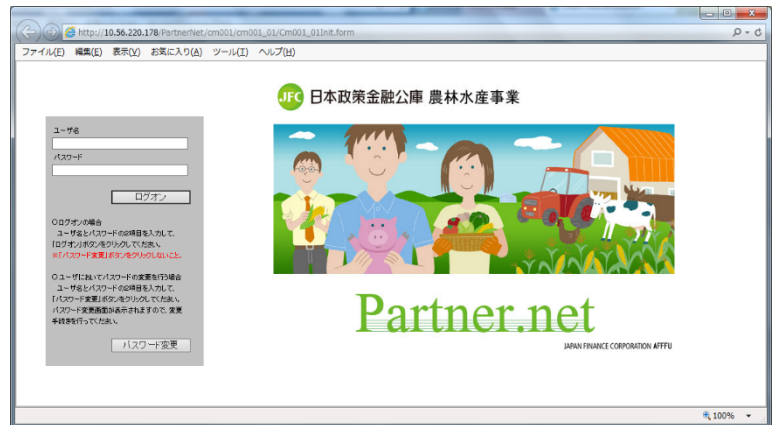 http://10.56.220.178/PartnerNet/cm001/cm001_01/Cm001_01Init.form
ファイル(F) 編集(E) 表示(V) お気に入り(A) ツール(T) ヘルプ(H)
JFC 日本政策金融公庫 農林水産事業
ユーザ名
パスワード
ログオン
○ログオンの場合
ユーザ名とパスワードの2項目を入力して、
「ログオン」ボタンをクリックしてください。
※「パスワード変更」ボタンをクリックしないこと。
○ユーザにおいてパスワードの変更を行う場合
ユーザ名とパスワードの2項目を入力して、
「パスワード変更」ボタンをクリックしてください。
パスワード変更画面が表示されますので、変更
手続きを行ってください。
パスワード変更
Partner.net
JAPAN FINANCE CORPORATION AFFFU
100%